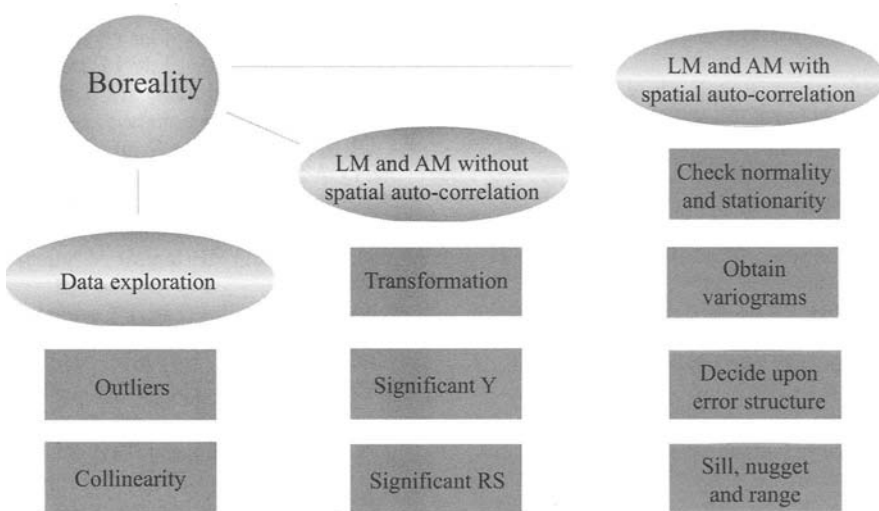 Boreality
LM and AM with
spatial auto-correlation
LM and AM without
spatial auto-correlation
Check normality
and stationarity
Data exploration
Transformation
Obtain
variograms
Outliers
Significant Y
Decide upon
error structure
Collinearity
Significant RS
Sill, nugget
and range